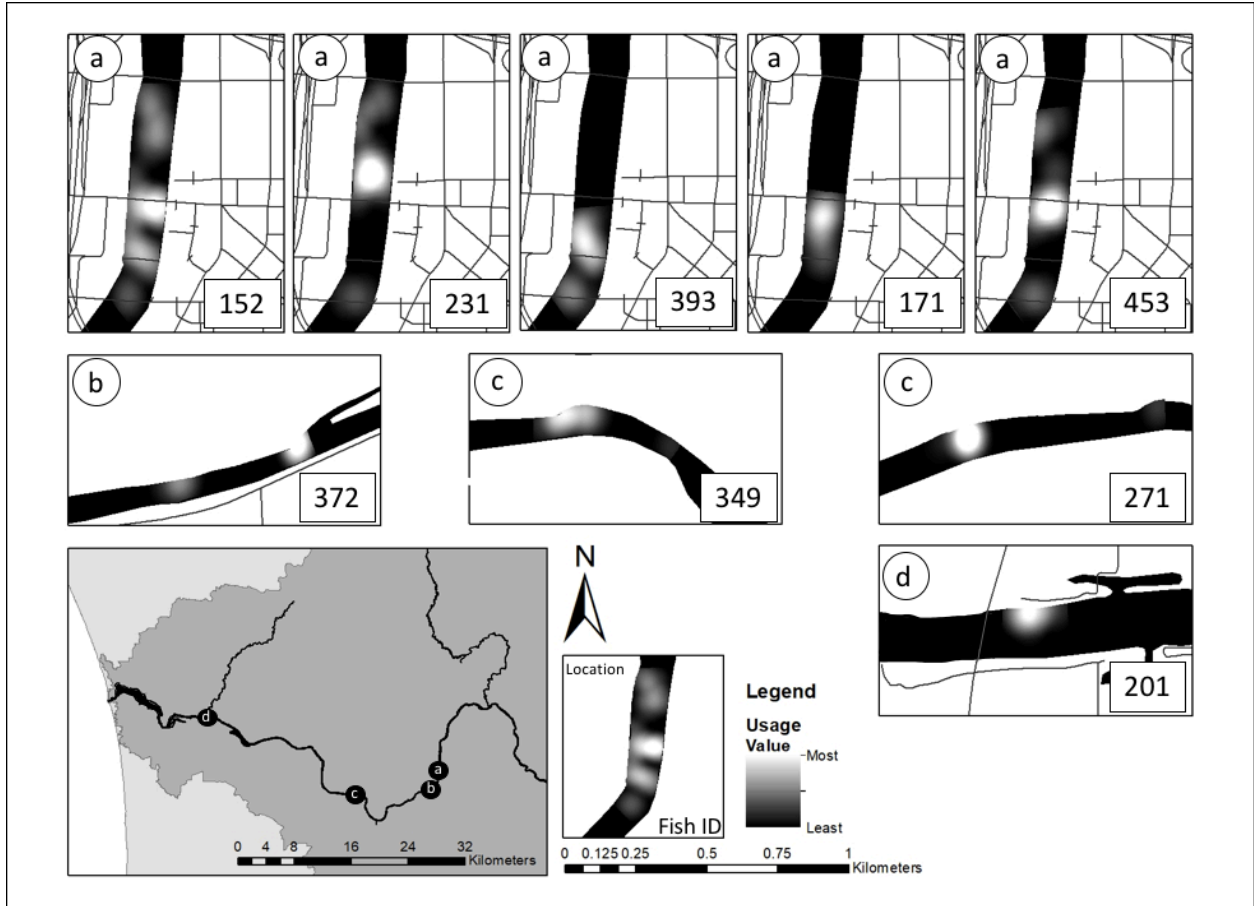 a
a
a
a
a
152
231
393
171
453
b
c
c
372
349
271
N
d
Location
201
Legend
Usage
Value
Most
Least
d
a
b
c
Fish ID
0 2 4 8 16 24 32
Kilometers
0 0.125 0.25 0.5 0.75 1
Kilometers